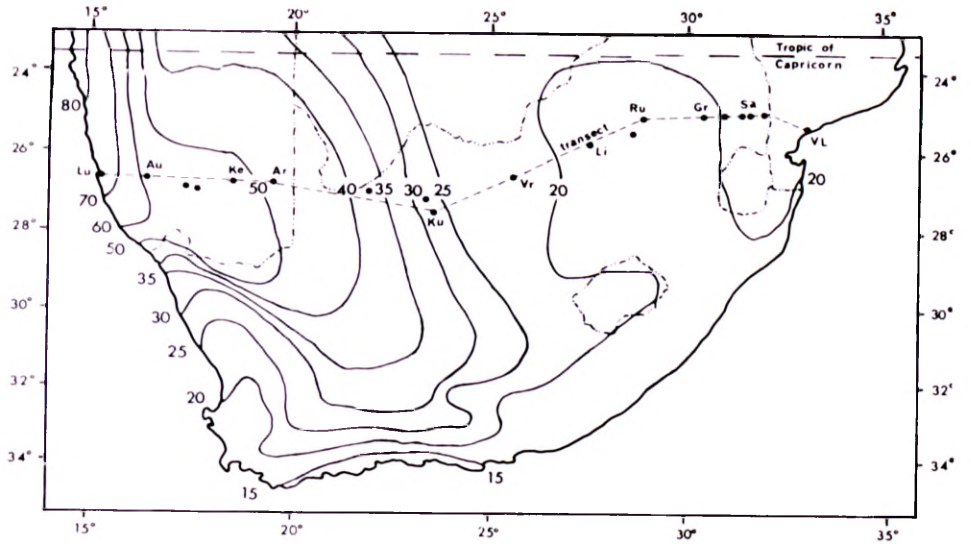 15° 20° 25° 30° 35°
Tropic of
Capricorn
24° 24°
80
Ru Gr Sa
26° transect VL 26°
Lu Au Ke 50 Ar Li
40 35 30 25 Vr 20 20
70 Ku
60
28° 50 28°
35
30° 30 30°
25
32° 20 32°
34° 15 15 34°
15° 20° 25° 30° 35°